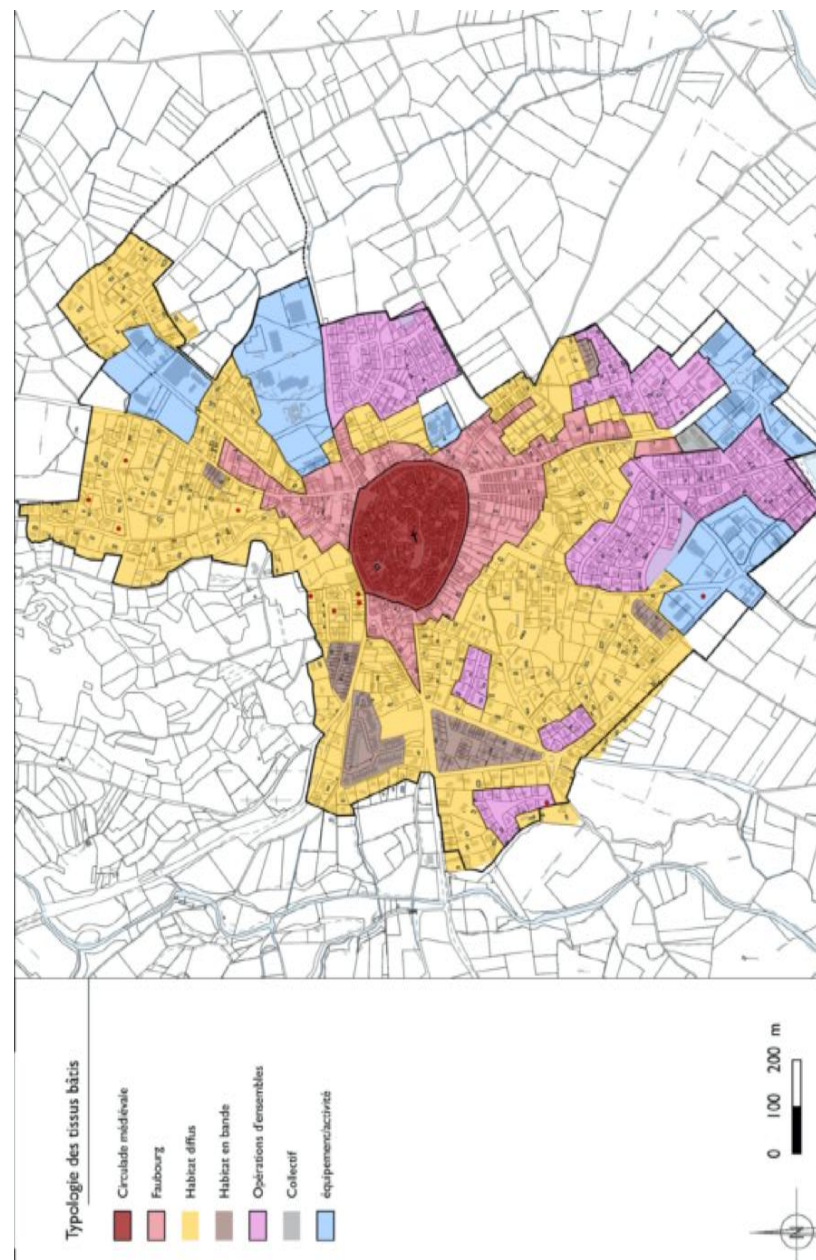 Typologie des tissus bâtis
Circulade médiévale
Faubourg
Habitat diffus
Habitat en bande
Opérations d'ensembles
Collectif
équipement/activité
0 100 200 m
N